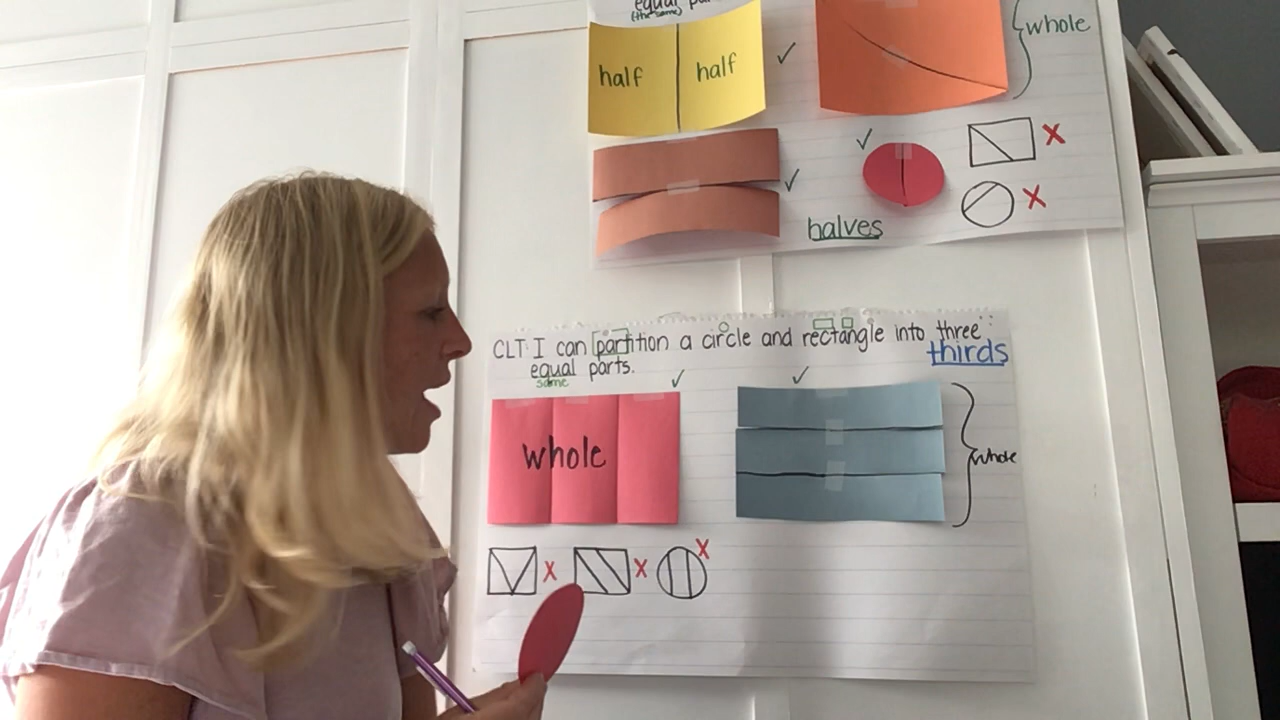 equal
(the same)
half
half
whole
halves
CLT: I can partition a circle and rectangle into three
thirds
equal parts.
same
whole
whole